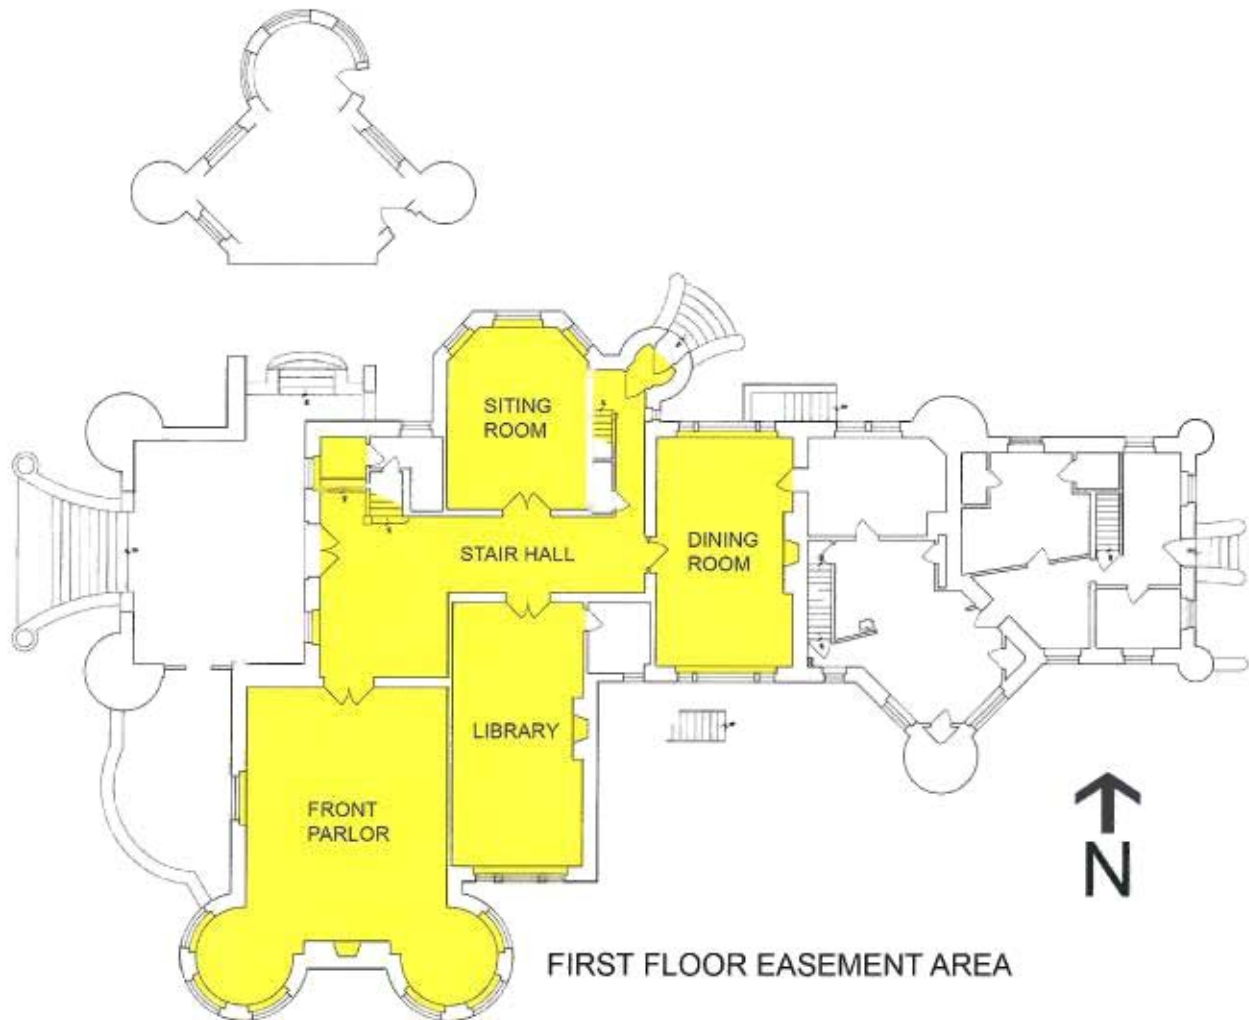 SITING
ROOM
STAIR HALL
DINING
ROOM
LIBRARY
FRONT
PARLOR
N
FIRST FLOOR EASEMENT AREA